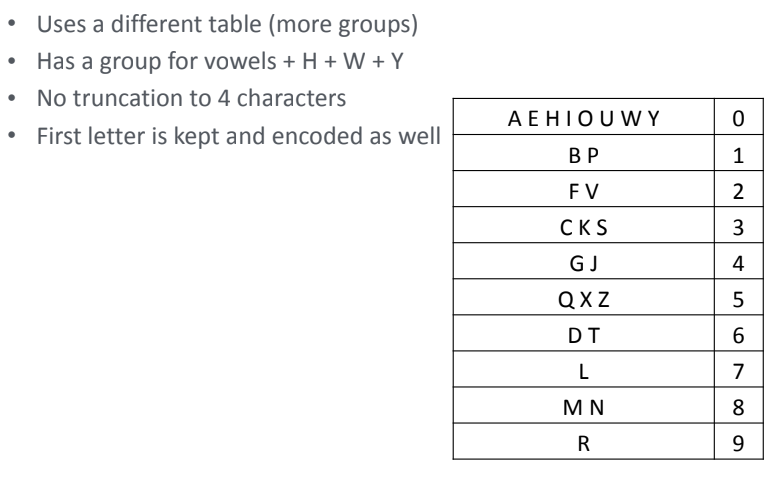 • Uses a different table (more groups)
• Has a group for vowels + H + W + Y
• No truncation to 4 characters
• First letter is kept and encoded as well
A E H I O U W Y 0
B P 1
F V 2
C K S 3
G J 4
Q X Z 5
D T 6
L 7
M N 8
R 9